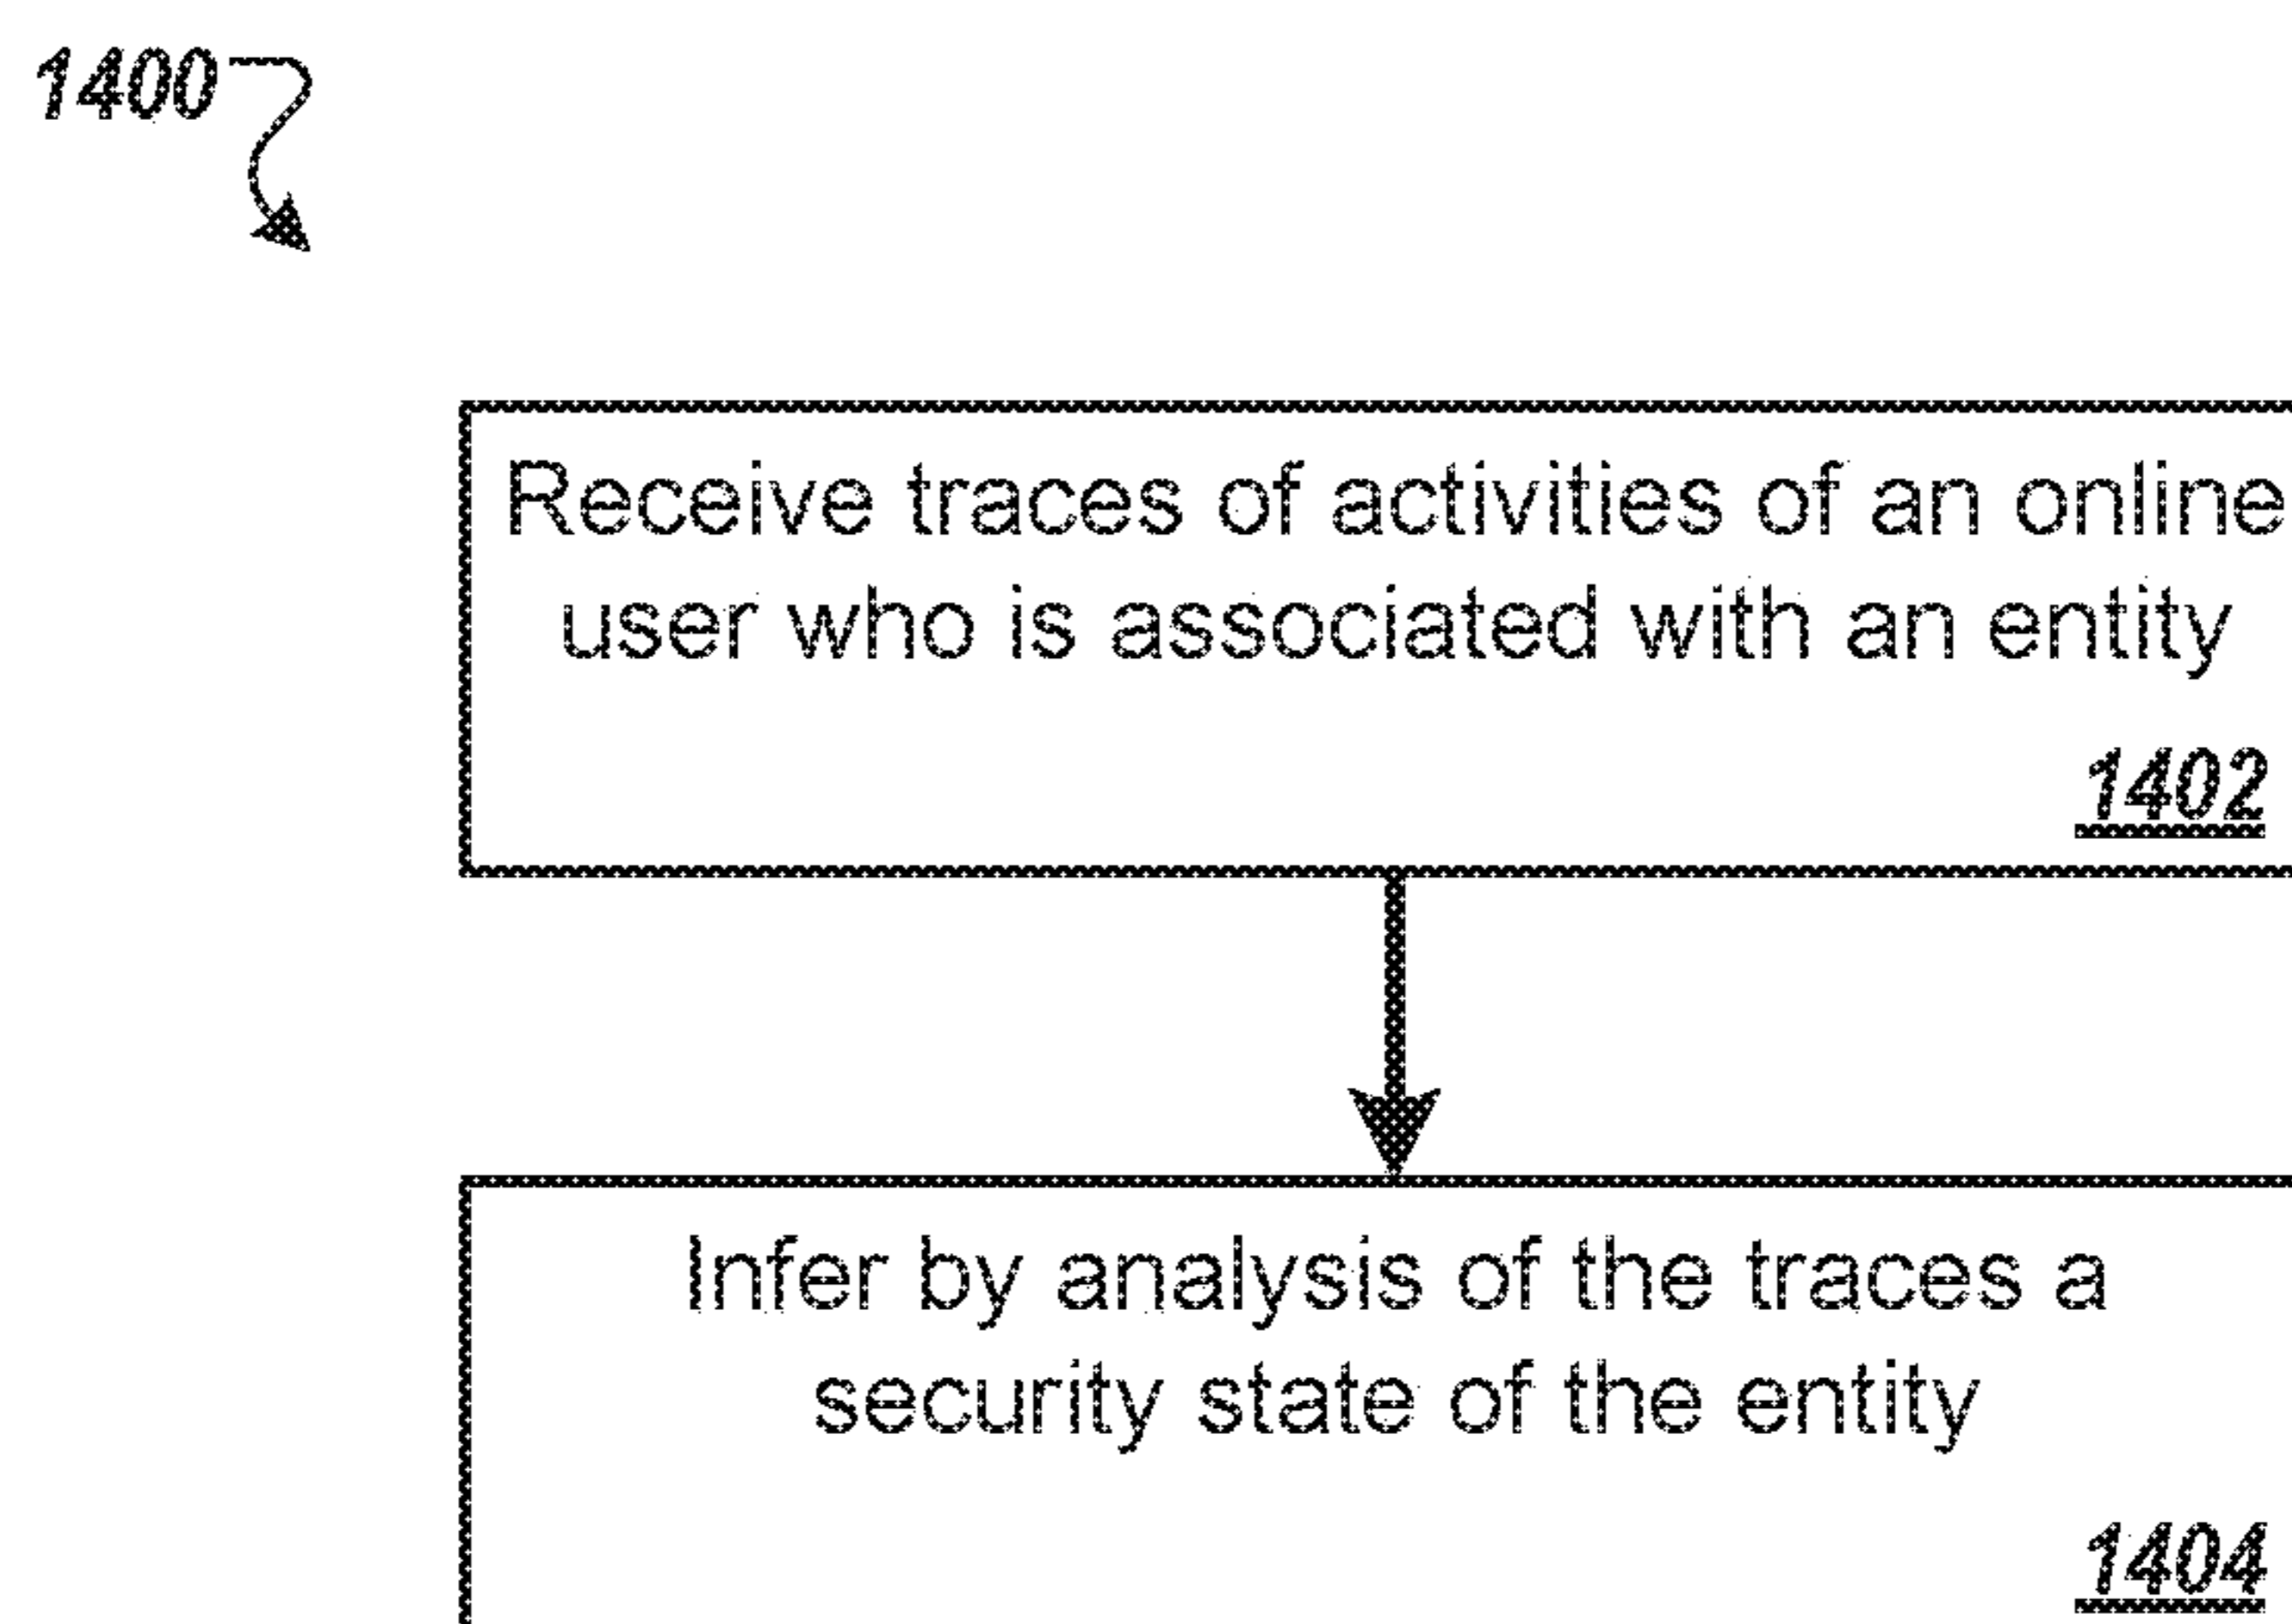 1400
Receive traces of activities of an online
user who is associated with an entity
1402
Infer by analysis of the traces a
security state of the entity
1404